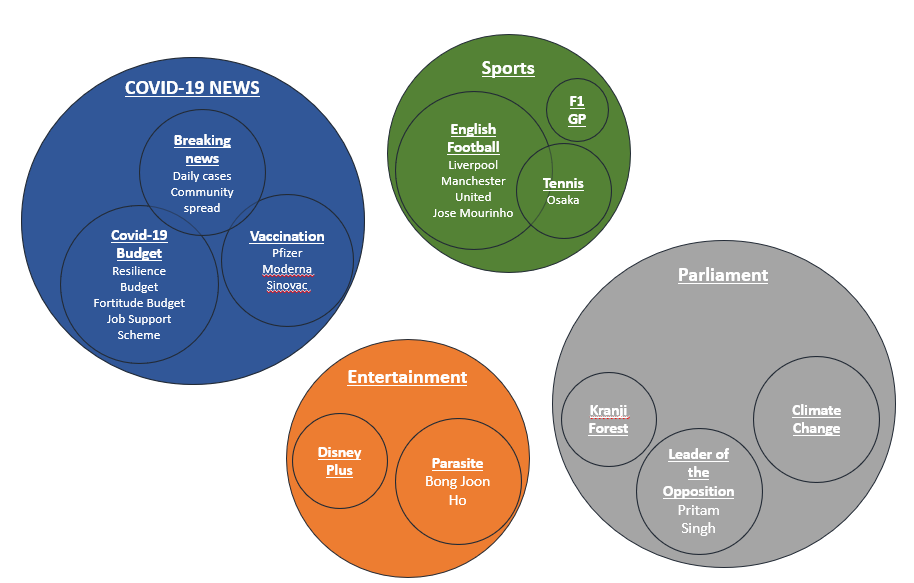 COVID-19 NEWS
Breaking
news
Daily cases
Community
spread
Covid-19
Budget
Resilience
Budget
Fortitude Budget
Job Support
Scheme
Vaccination
Pfizer
Moderna
Sinovac
Sports
F1
GP
English
Football
Liverpool
Manchester
United
Jose Mourinho
Tennis
Osaka
Entertainment
Disney
Plus
Parasite
Bong Joon
Ho
Parliament
Kranji
Forest
Leader of
the
Opposition
Pritam
Singh
Climate
Change